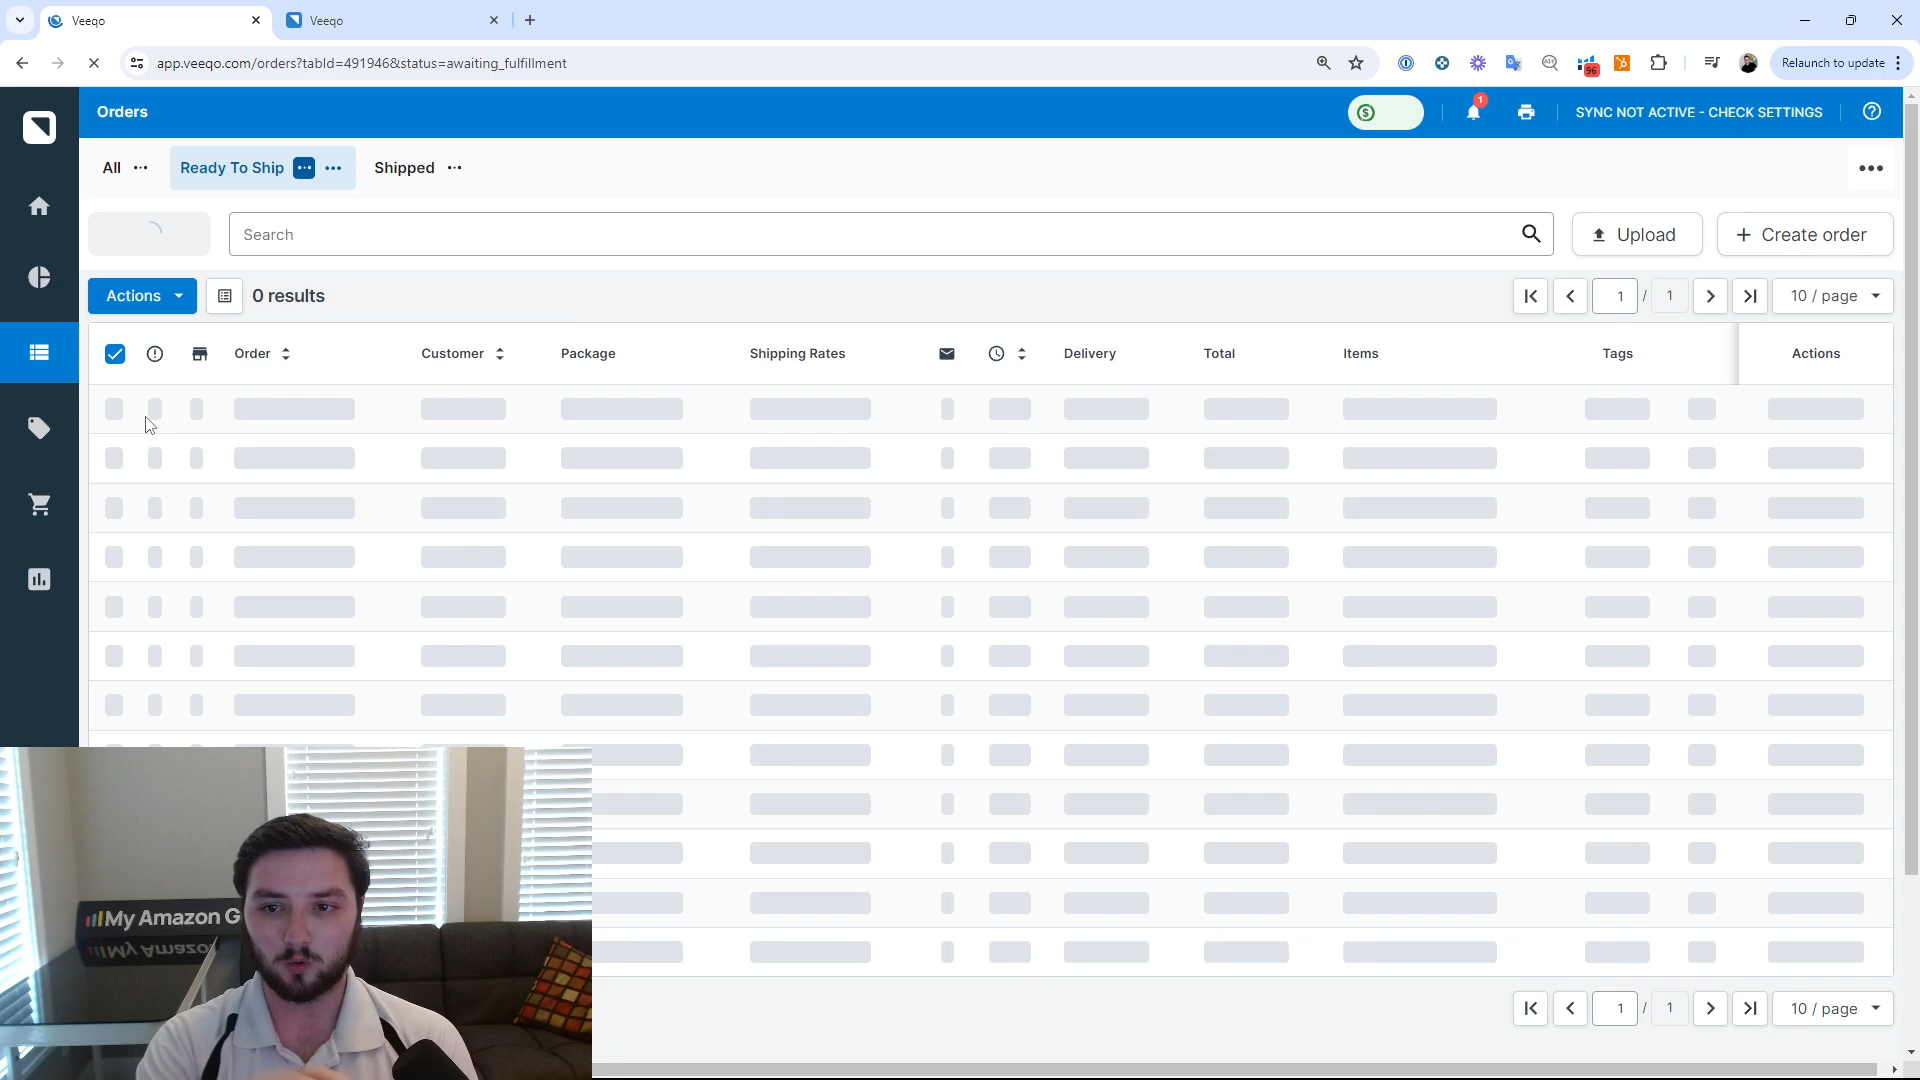 Veeqo
Veeqo
app.veeqo.com/orders?tabId=491946&status=awaiting_fulfillment
96
Relaunch to update
Orders
1
SYNC NOT ACTIVE - CHECK SETTINGS
All
Ready To Ship
Shipped
Search
Upload
Create order
Actions
0 results
1 / 1
10 / page
Order
Customer
Package
Shipping Rates
Delivery
Total
Items
Tags
Actions
My Amazon G
1 / 1
10 / page